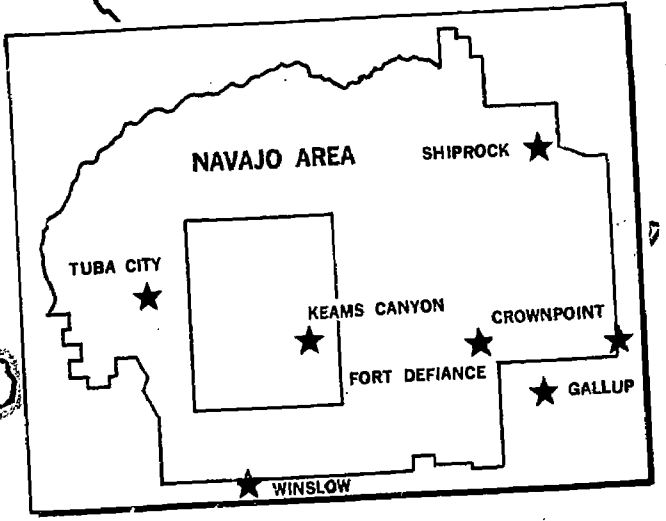 NAVAJO AREA
SHIPROCK
TUBA CITY
KEAMS CANYON
CROWNPOINT
FORT DEFIANCE
GALLUP
WINSLOW